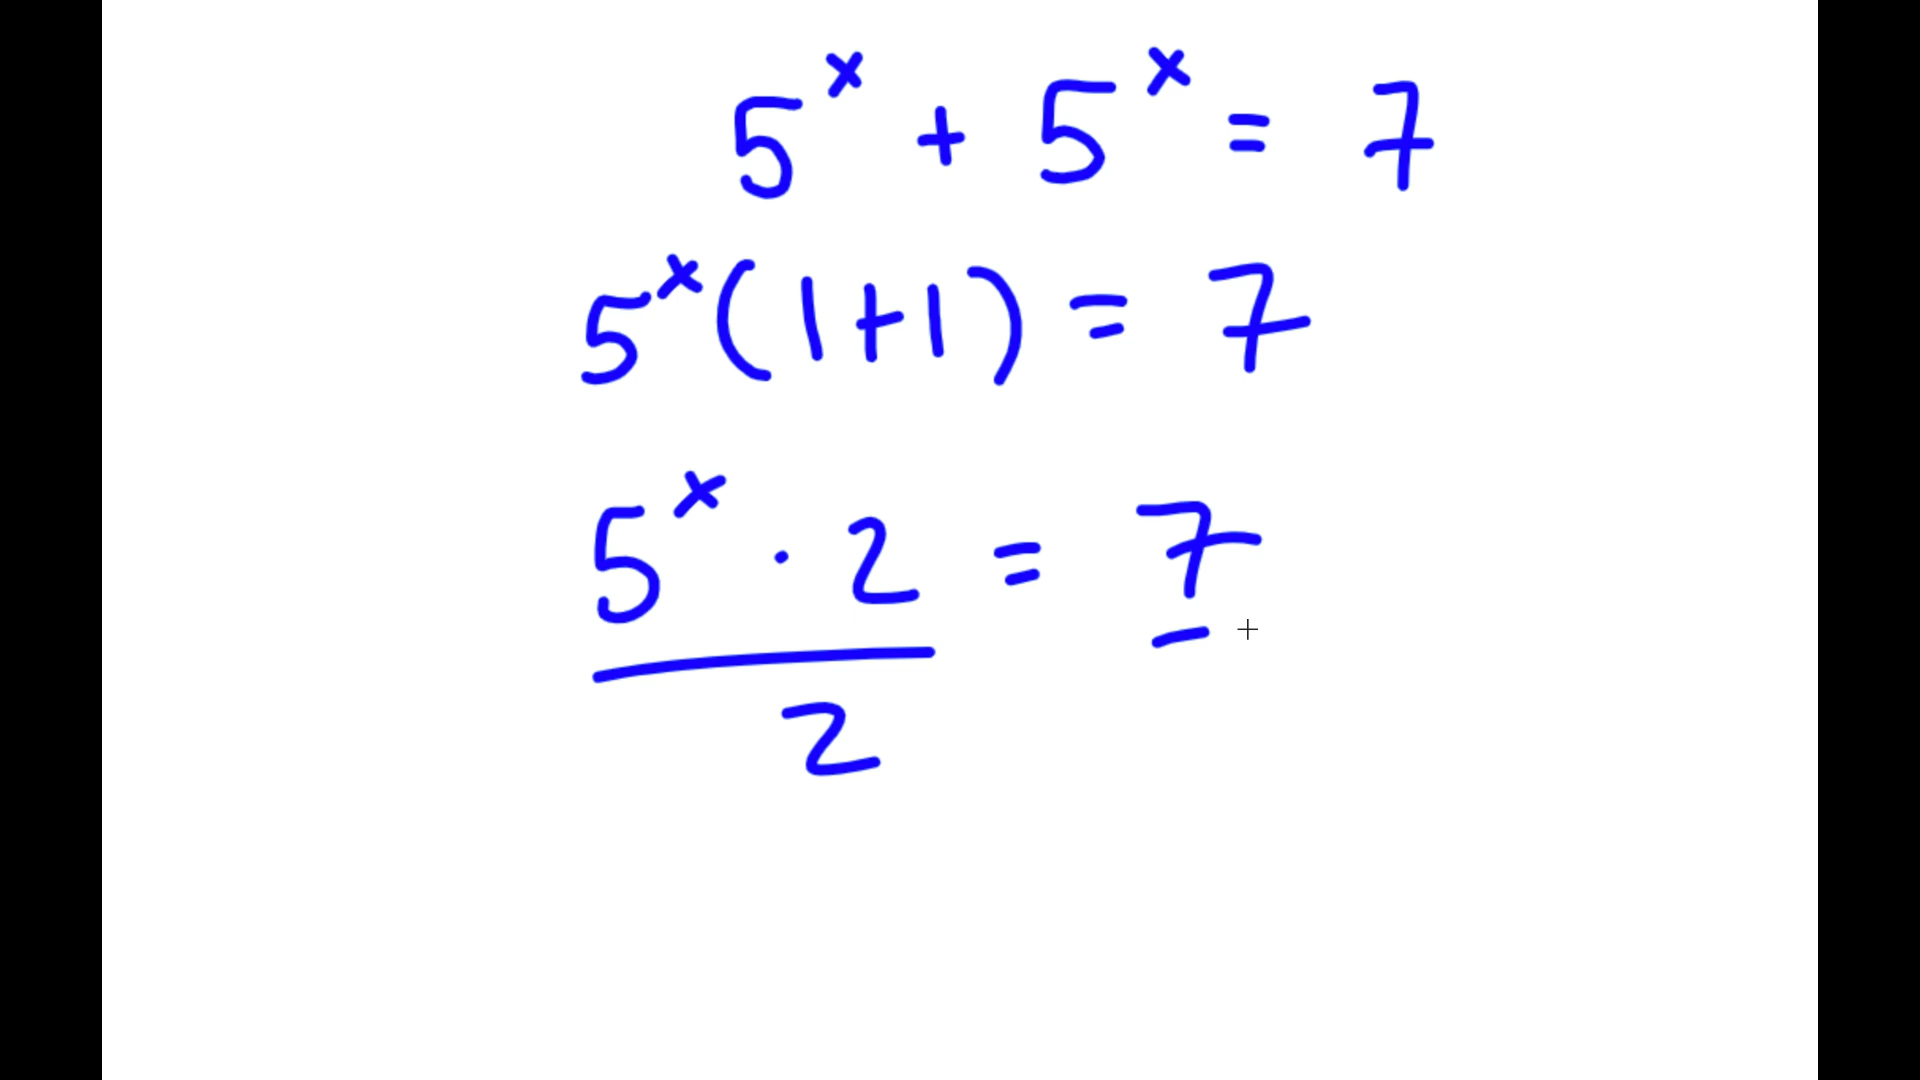 5^x + 5^x = 7
5^x(1+1) = 7
5^x · 2 = 7
2